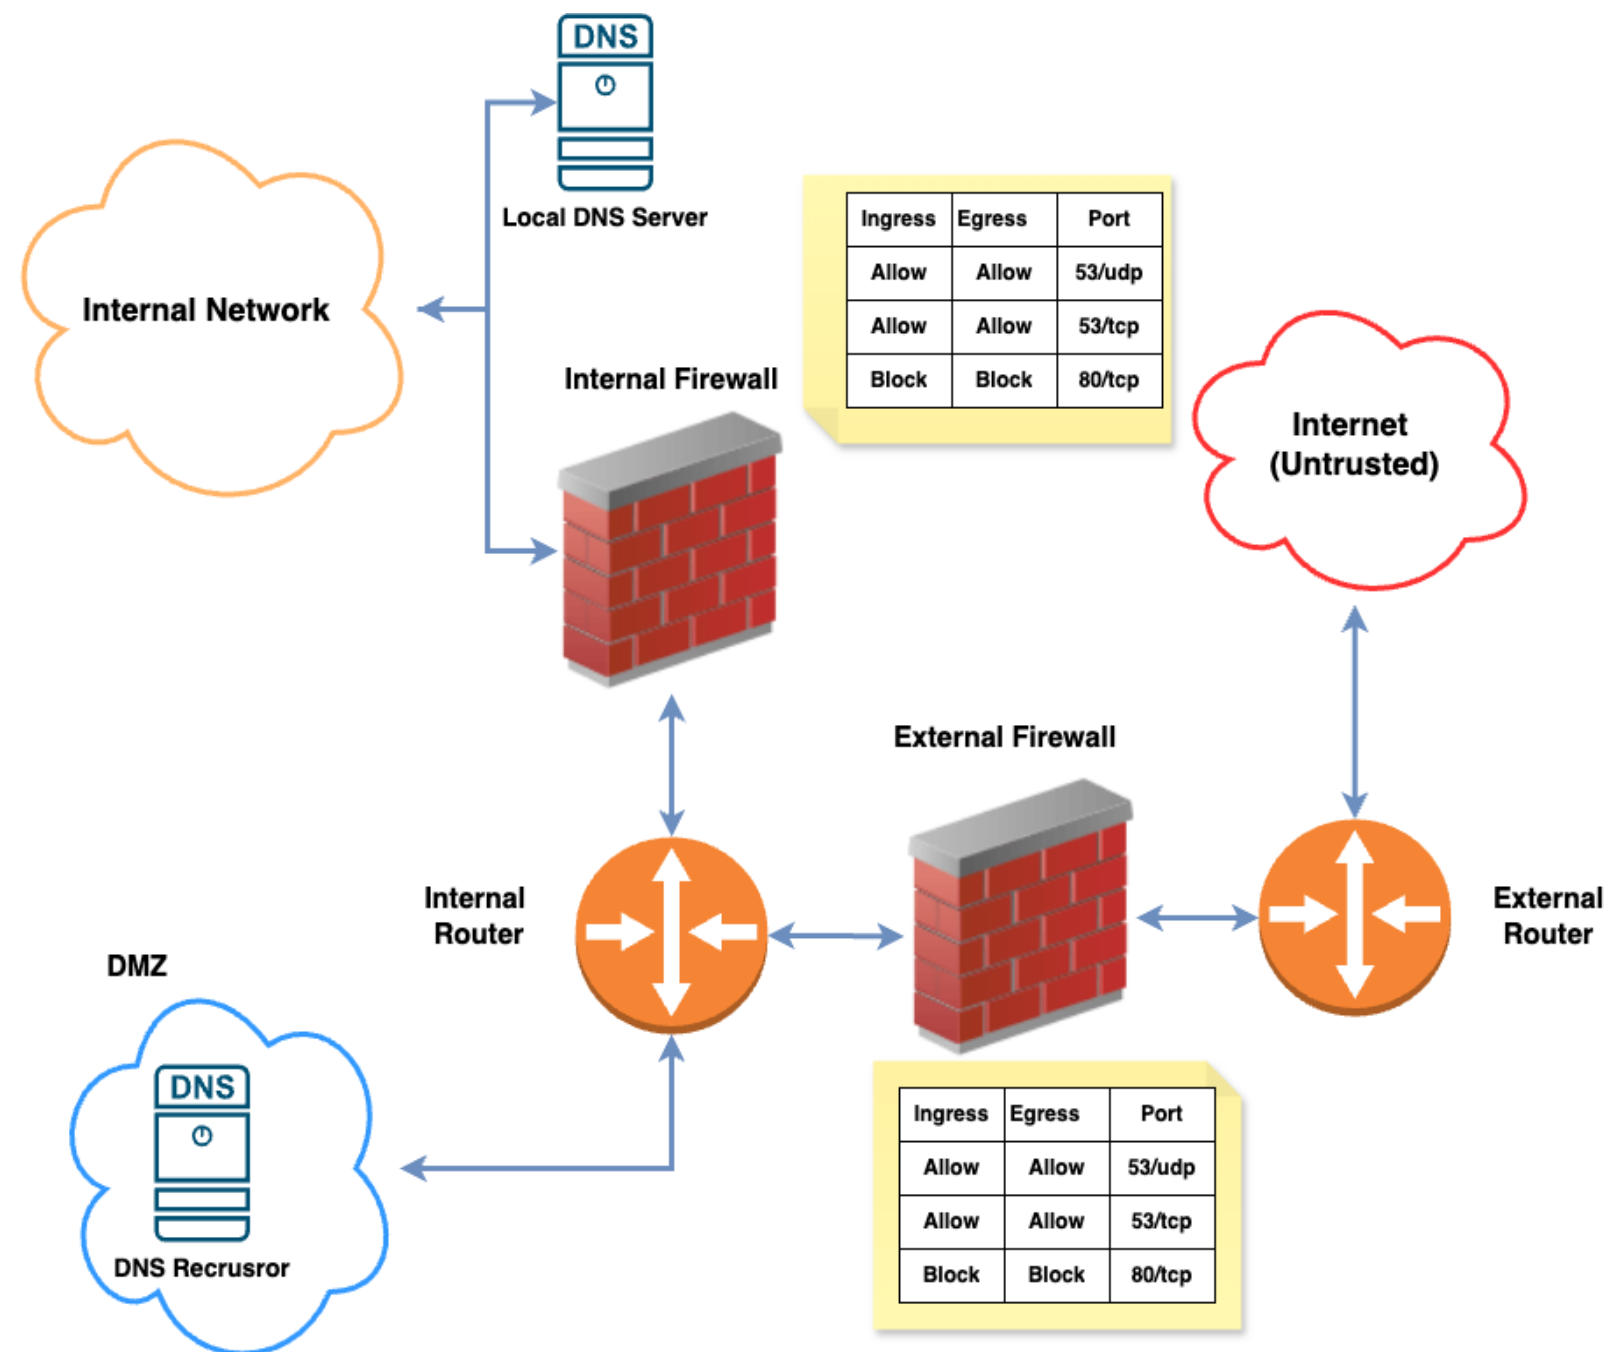 DNS
Local DNS Server
Internal Network
Ingress Egress Port
Allow Allow 53/udp
Allow Allow 53/tcp
Block Block 80/tcp
Internal Firewall
Internet
(Untrusted)
External Firewall
Internal
Router
External
Router
DMZ
DNS
DNS Recrusror
Ingress Egress Port
Allow Allow 53/udp
Allow Allow 53/tcp
Block Block 80/tcp